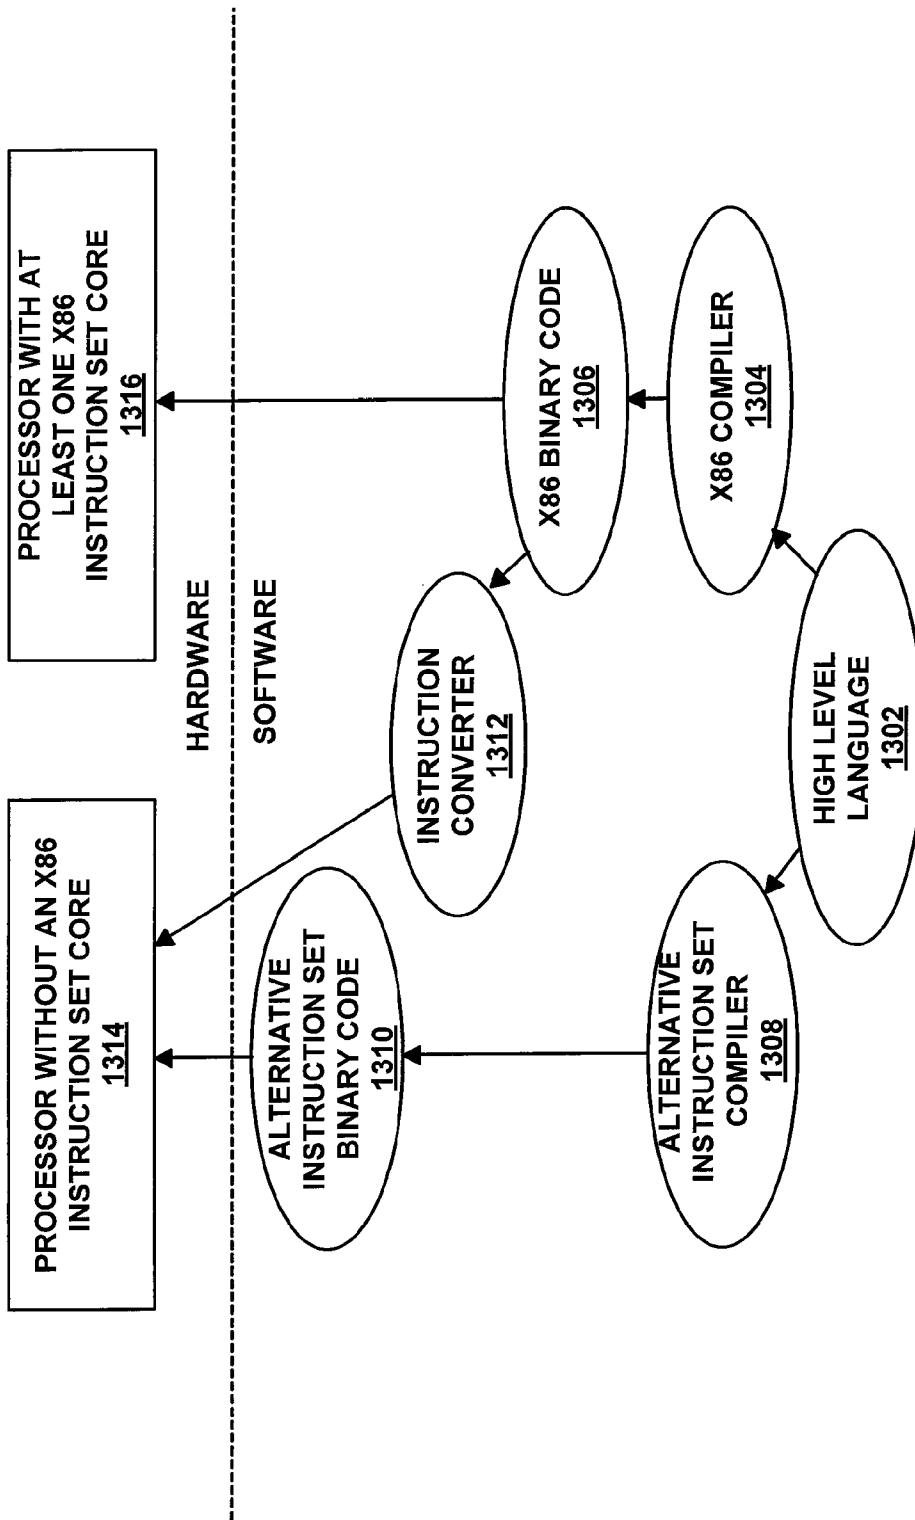 PROCESSOR WITHOUT AN X86
INSTRUCTION SET CORE
1314
PROCESSOR WITH AT
LEAST ONE X86
INSTRUCTION SET CORE
1316
HARDWARE
SOFTWARE
ALTERNATIVE
INSTRUCTION SET
BINARY CODE
1310
INSTRUCTION
CONVERTER
1312
X86 BINARY CODE
1306
ALTERNATIVE
INSTRUCTION SET
COMPILER
1308
X86 COMPILER
1304
HIGH LEVEL
LANGUAGE
1302